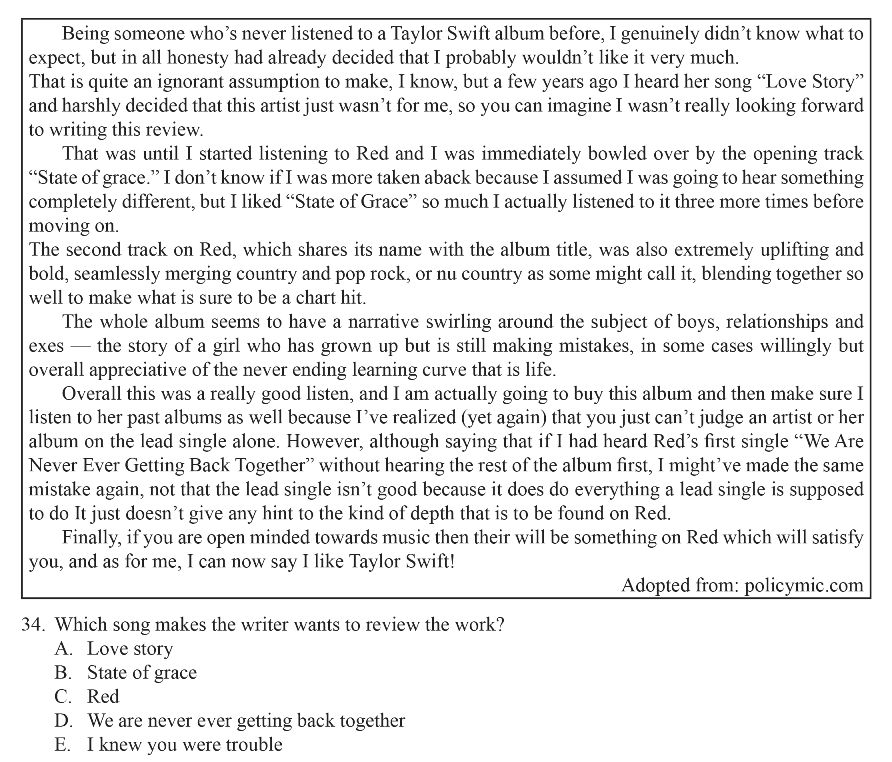 Being someone who's never listened to a Taylor Swift album before, I genuinely didn't know what to
expect, but in all honesty had already decided that I probably wouldn't like it very much.
That is quite an ignorant assumption to make, I know, but a few years ago I heard her song “Love Story”
and harshly decided that this artist just wasn't for me, so you can imagine I wasn't really looking forward
to writing this review.
That was until I started listening to Red and I was immediately bowled over by the opening track
“State of grace.” I don't know if I was more taken aback because I assumed I was going to hear something
completely different, but I liked “State of Grace” so much I actually listened to it three more times before
moving on.
The second track on Red, which shares its name with the album title, was also extremely uplifting and
bold, seamlessly merging country and pop rock, or nu country as some might call it, blending together so
well to make what is sure to be a chart hit.
The whole album seems to have a narrative swirling around the subject of boys, relationships and
exes — the story of a girl who has grown up but is still making mistakes, in some cases willingly but
overall appreciative of the never ending learning curve that is life.
Overall this was a really good listen, and I am actually going to buy this album and then make sure I
listen to her past albums as well because I've realized (yet again) that you just can't judge an artist or her
album on the lead single alone. However, although saying that if I had heard Red's first single “We Are
Never Ever Getting Back Together” without hearing the rest of the album first, I might've made the same
mistake again, not that the lead single isn't good because it does do everything a lead single is supposed
to do It just doesn't give any hint to the kind of depth that is to be found on Red.
Finally, if you are open minded towards music then their will be something on Red which will satisfy
you, and as for me, I can now say I like Taylor Swift!
Adopted from: policymic.com
34. Which song makes the writer wants to review the work?
A. Love story
B. State of grace
C. Red
D. We are never ever getting back together
E. I knew you were trouble